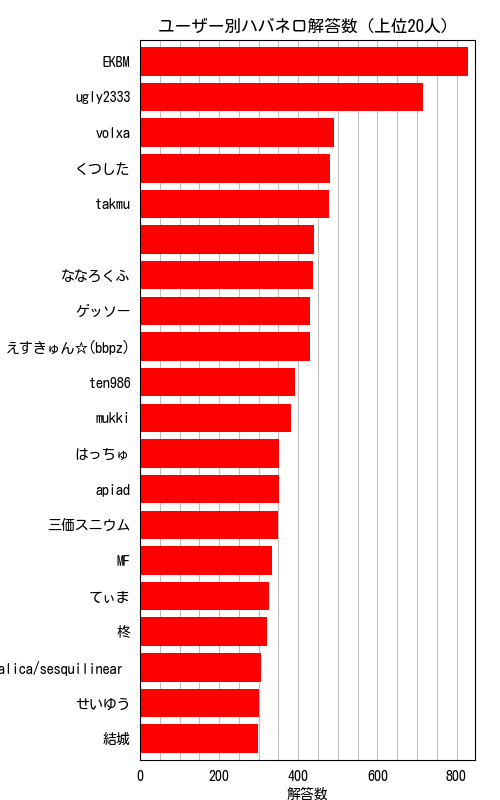 ユーザー別ハバネロ解答数 (上位20人)
EKBM
ugly2333
volxa
くつした
takmu
ななろくふ
ゲッソー
えすきゅん☆(bbpz)
ten986
mukki
はっちゅ
apiad
三価スニウム
MF
てぃま
柊
alica/sesquilinear
せいゆう
結城
0 200 400 600 800
解答数